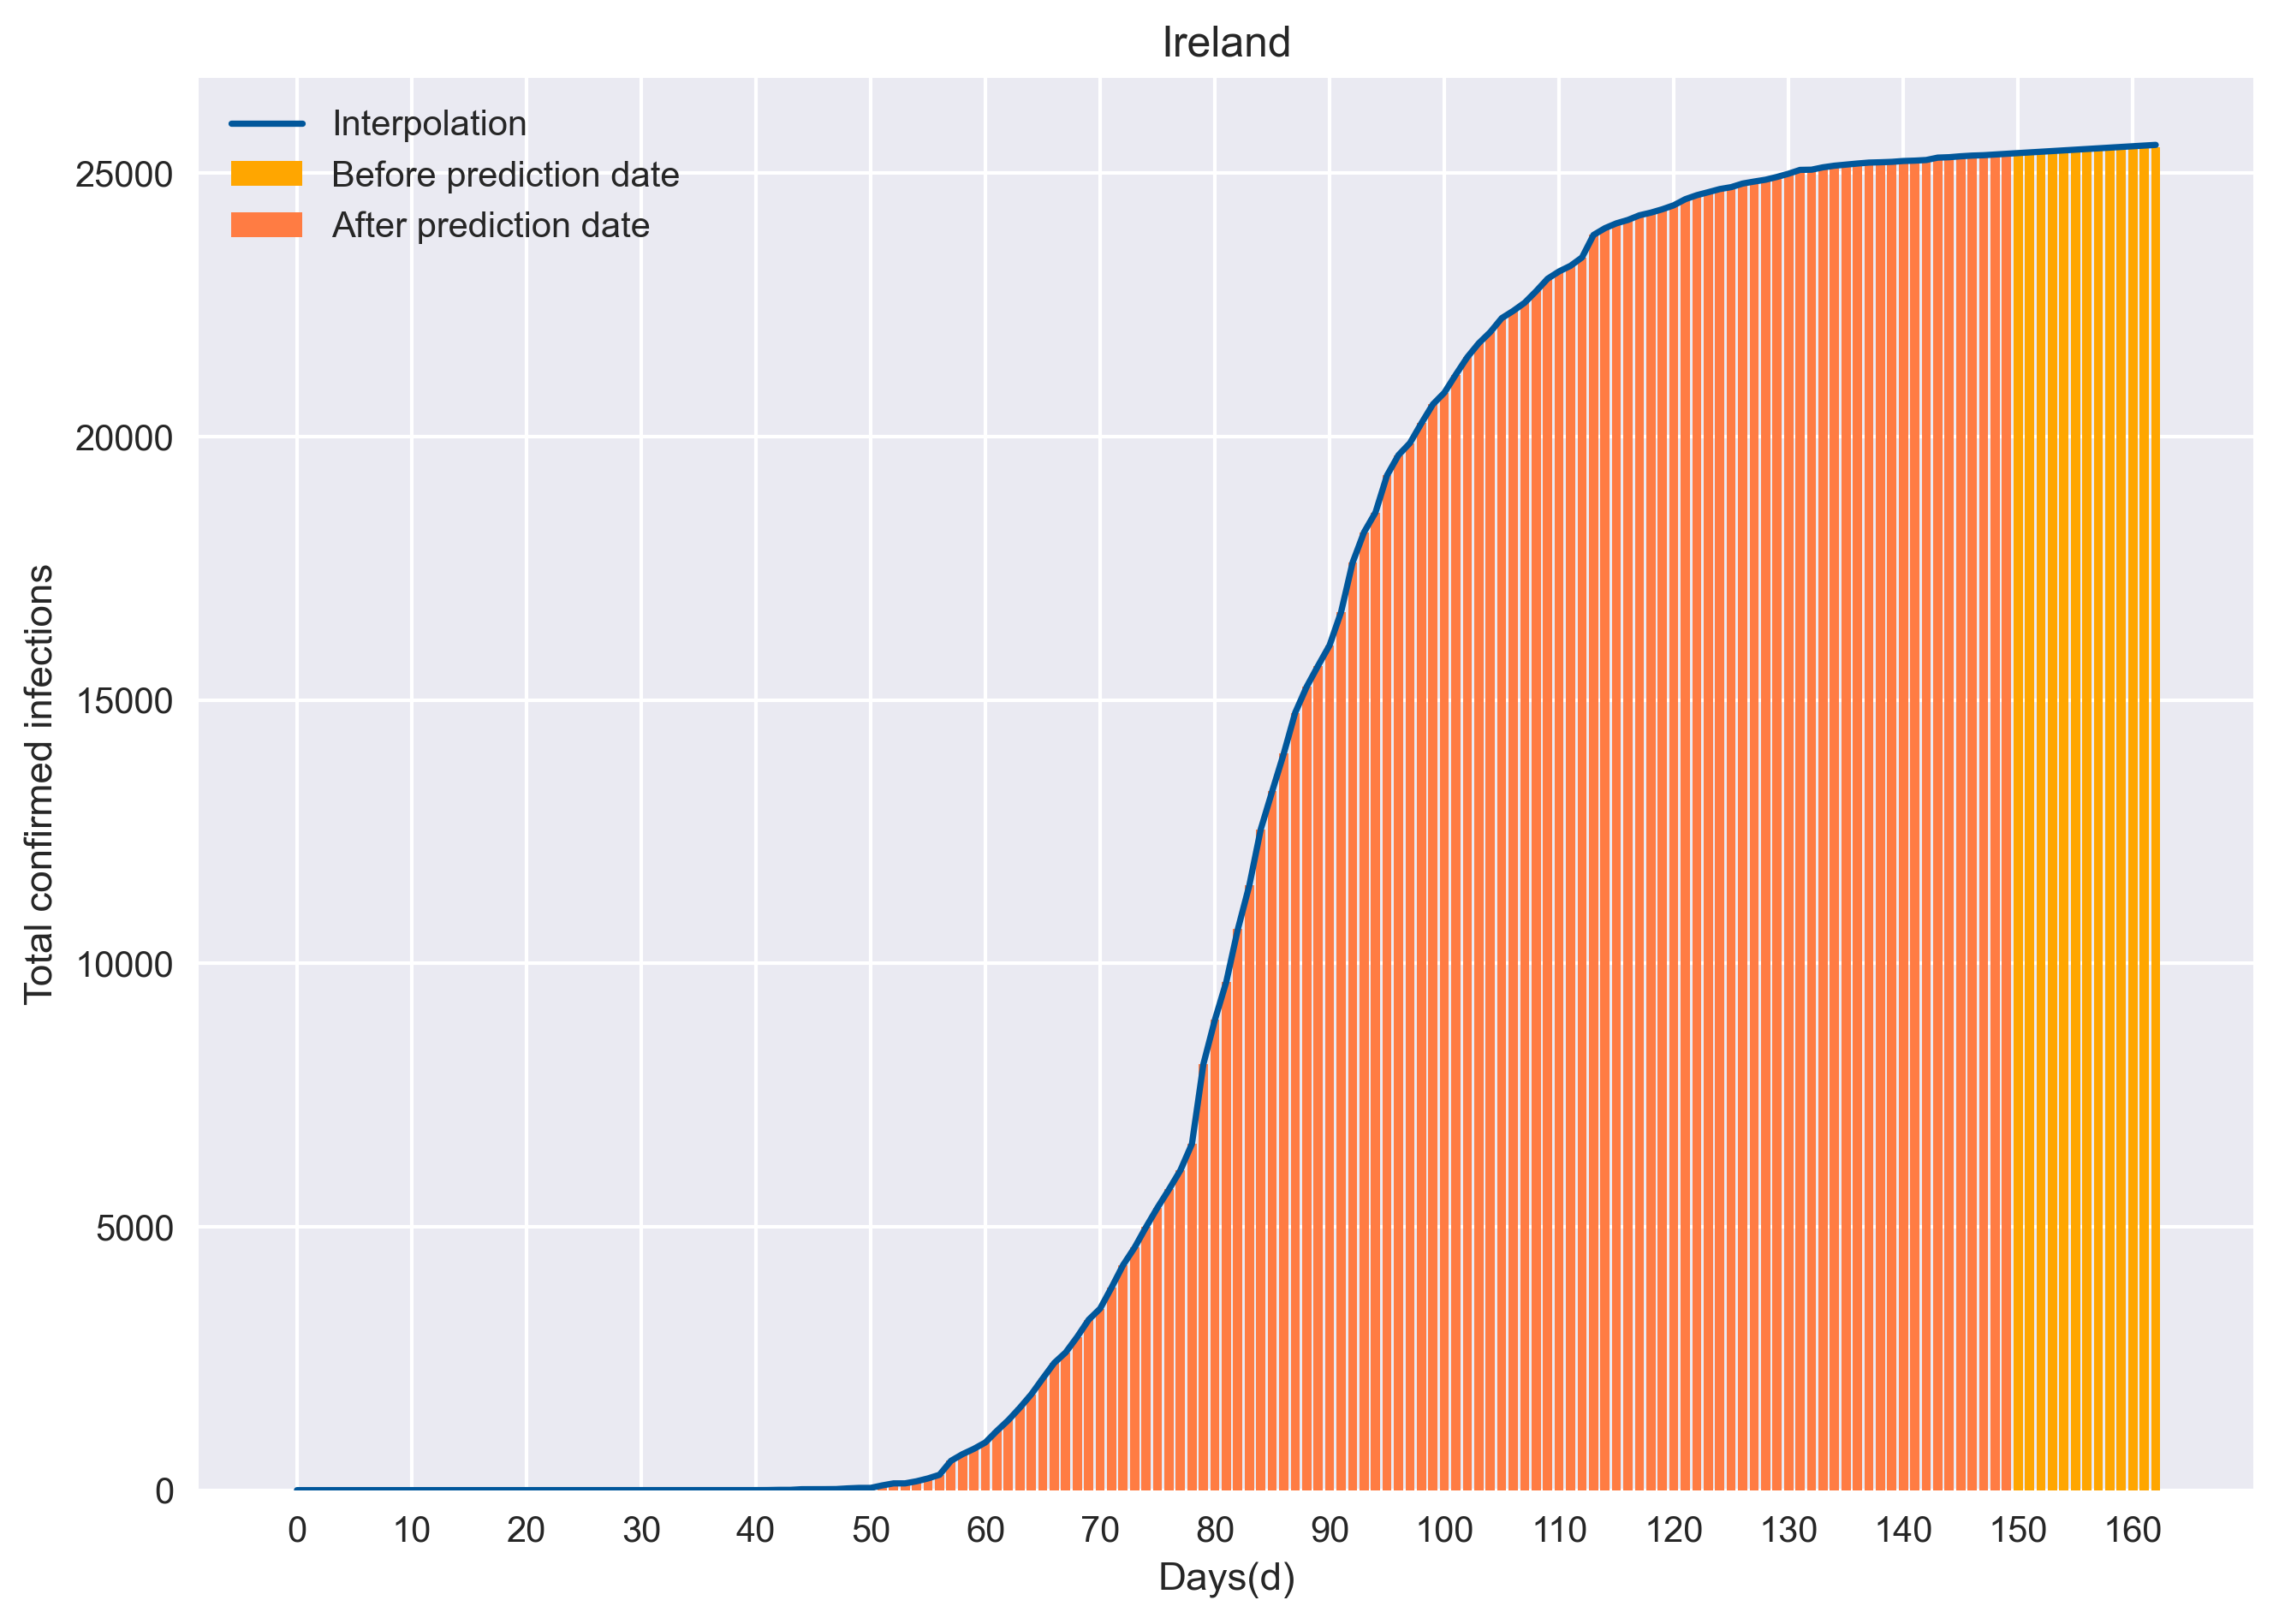 Ireland
Interpolation
Before prediction date
After prediction date
25000
20000
15000
10000
5000
0
Total confirmed infections
0 10 20 30 40 50 60 70 80 90 100 110 120 130 140 150 160
Days(d)